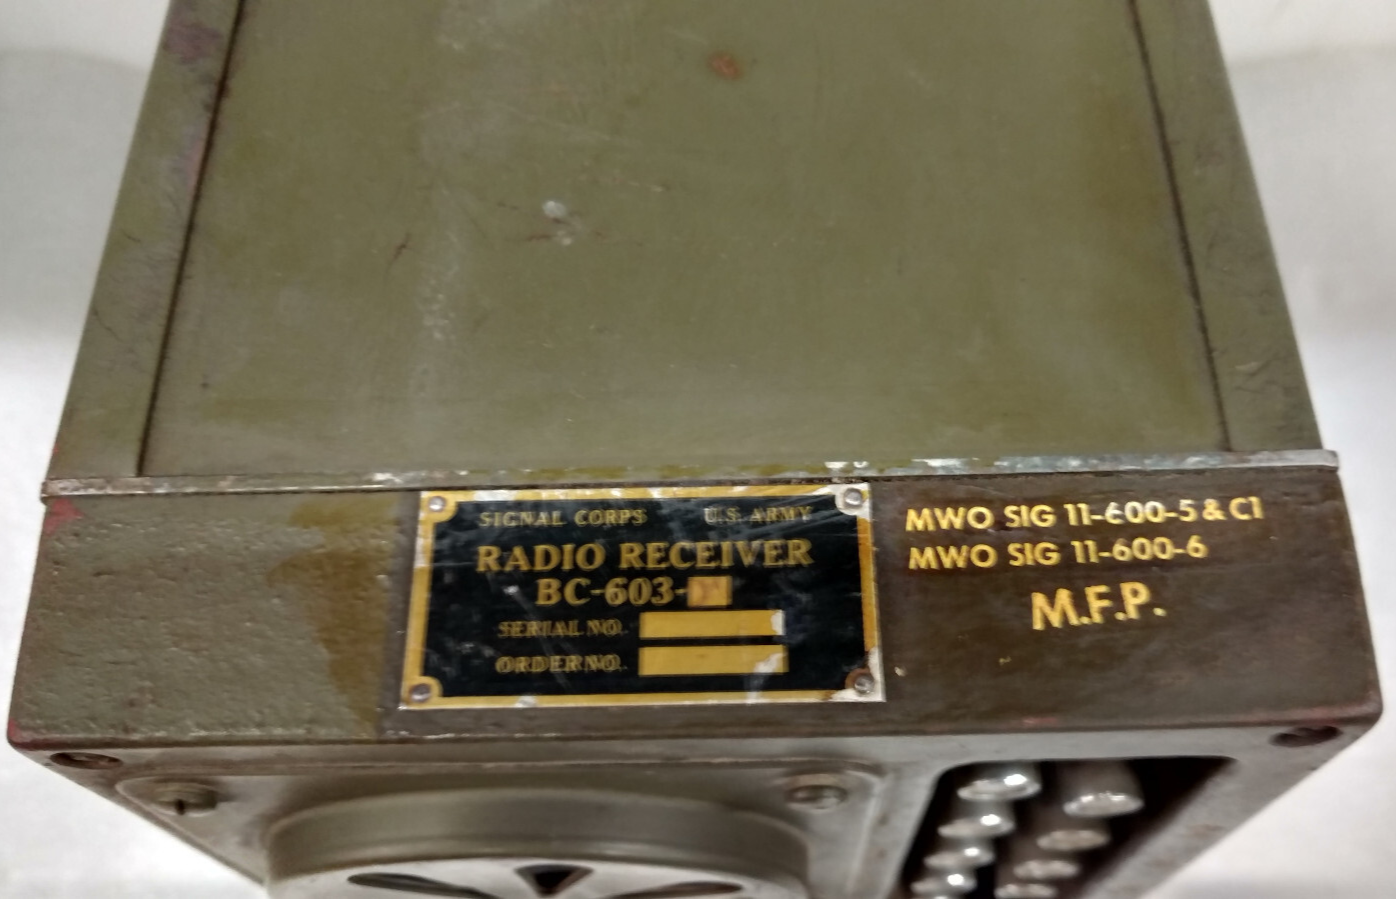 SIGNAL CORPS U.S. ARMY
RADIO RECEIVER
BC-603-
SERIAL NO.
ORDER NO.
MWO SIG 11-600-5 & C1
MWO SIG 11-600-6
M.F.P.